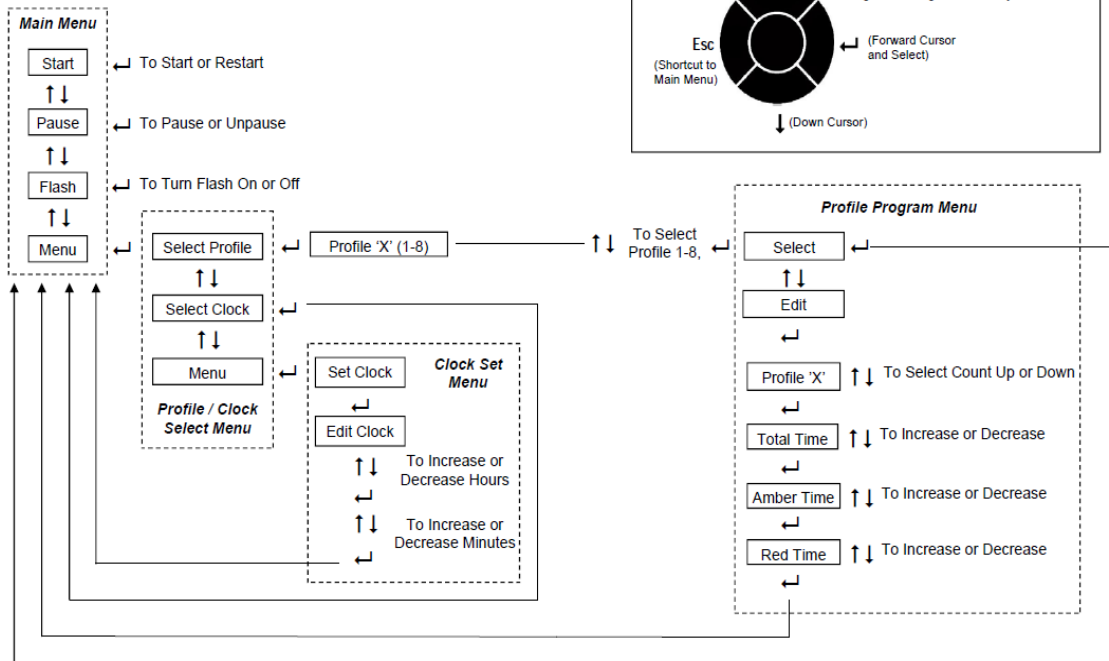 Main Menu
Start
To Start or Restart
Pause
To Pause or Unpause
Flash
To Turn Flash On or Off
Menu
Esc
(Shortcut to
Main Menu)
(Forward Cursor
and Select)
(Down Cursor)
Select Profile
Select Clock
Menu
Profile / Clock
Select Menu
Profile ‘X’ (1-8)
To Select
Profile 1-8,
Set Clock
Clock Set
Menu
Edit Clock
To Increase or
Decrease Hours
To Increase or
Decrease Minutes
Profile Program Menu
Select
Edit
Profile ’X’
To Select Count Up or Down
Total Time
To Increase or Decrease
Amber Time
To Increase or Decrease
Red Time
To Increase or Decrease